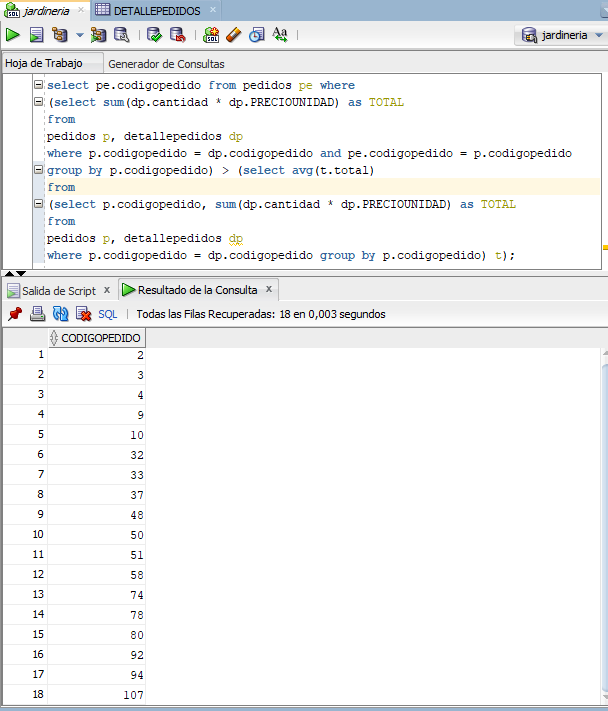 jardineria x DETALLEPEDIDOS x
jardineria
Hoja de Trabajo Generador de Consultas
select pe.codigopedido from pedidos pe where
(select sum(dp.cantidad * dp.PRECIOUNIDAD) as TOTAL
from
pedidos p, detallepedidos dp
where p.codigopedido = dp.codigopedido and pe.codigopedido = p.codigopedido
group by p.codigopedido) > (select avg(t.total)
from
(select p.codigopedido, sum(dp.cantidad * dp.PRECIOUNIDAD) as TOTAL
from
pedidos p, detallepedidos dp
where p.codigopedido = dp.codigopedido group by p.codigopedido) t);
Salida de Script x Resultado de la Consulta x
SQL | Todas las Filas Recuperadas: 18 en 0,003 segundos
CODIGOPEDIDO
1 2
2 3
3 4
4 9
5 10
6 32
7 33
8 37
9 48
10 50
11 51
12 58
13 74
14 78
15 80
16 92
17 94
18 107